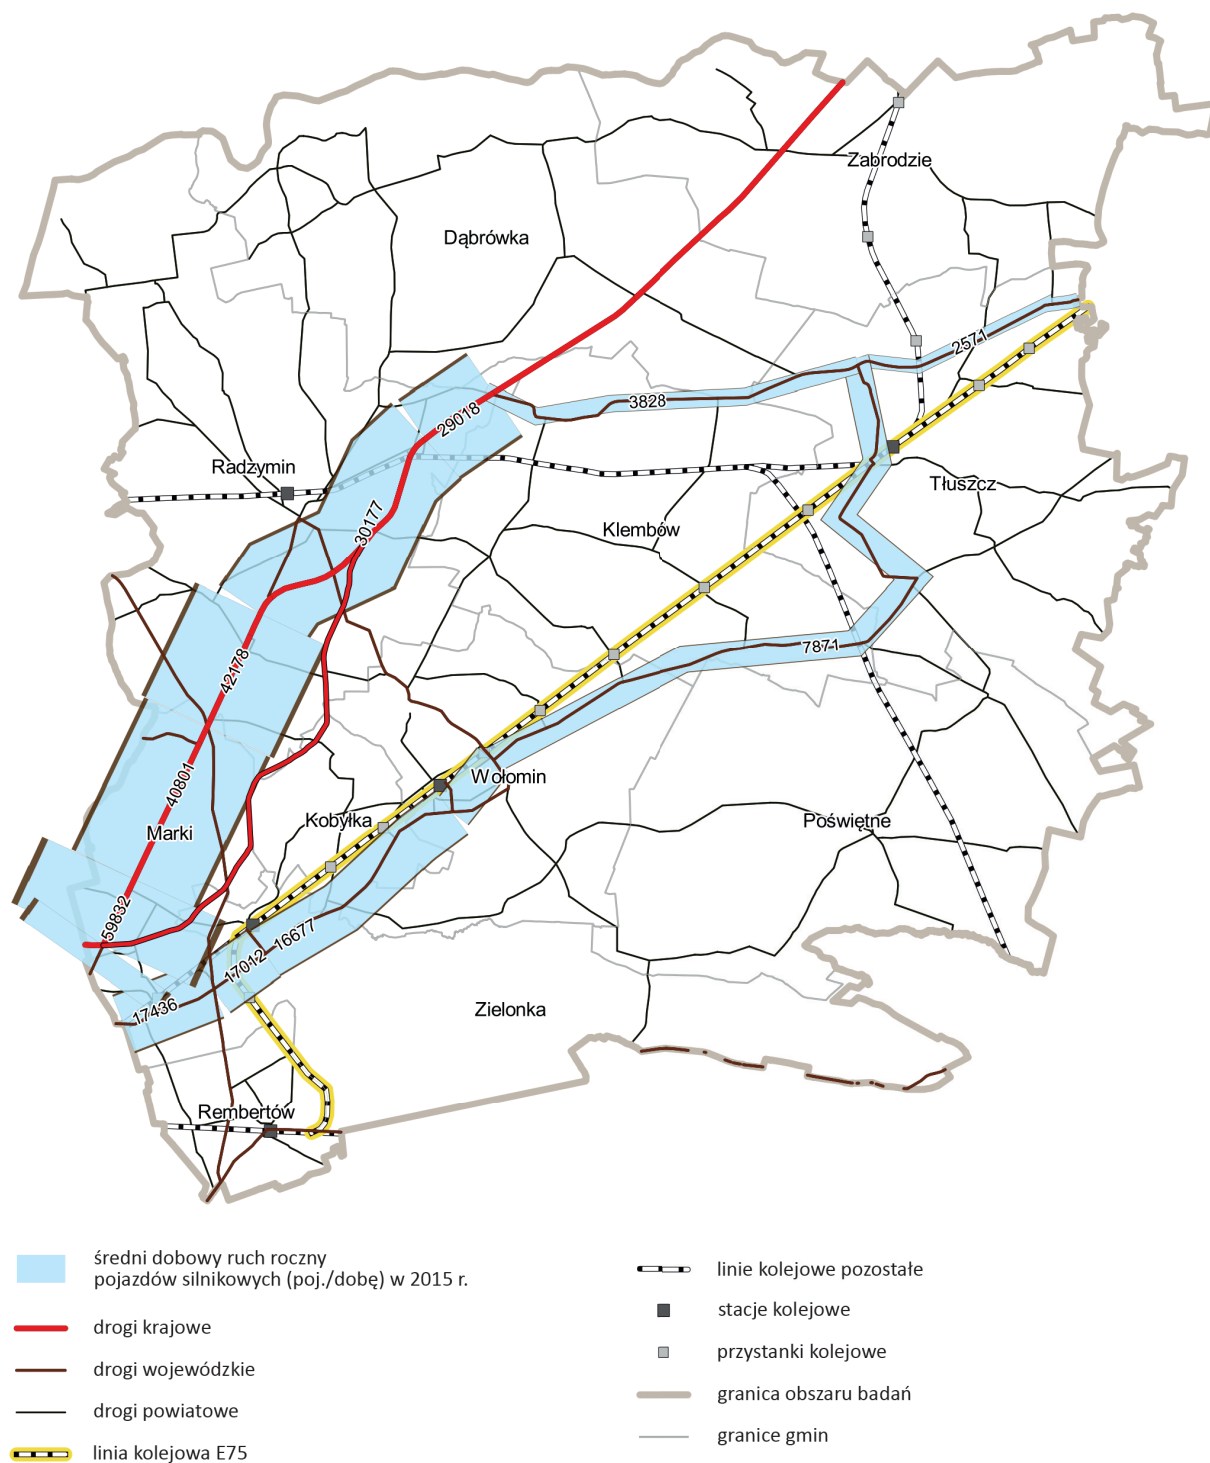 Zabrodzie
Dąbrówka
2571
3828
29018
Radzymin
Tłuszcz
30177
Klembów
7871
42178
Wołomin
40801
Kobyłka
Poświętne
Marki
59832
16677
17012
17436
Zielonka
Rembertów
średni dobowy ruch roczny
pojazdów silnikowych (poj./dobę) w 2015 r.
drogi krajowe
drogi wojewódzkie
drogi powiatowe
linia kolejowa E75
linie kolejowe pozostałe
stacje kolejowe
przystanki kolejowe
granica obszaru badań
granice gmin